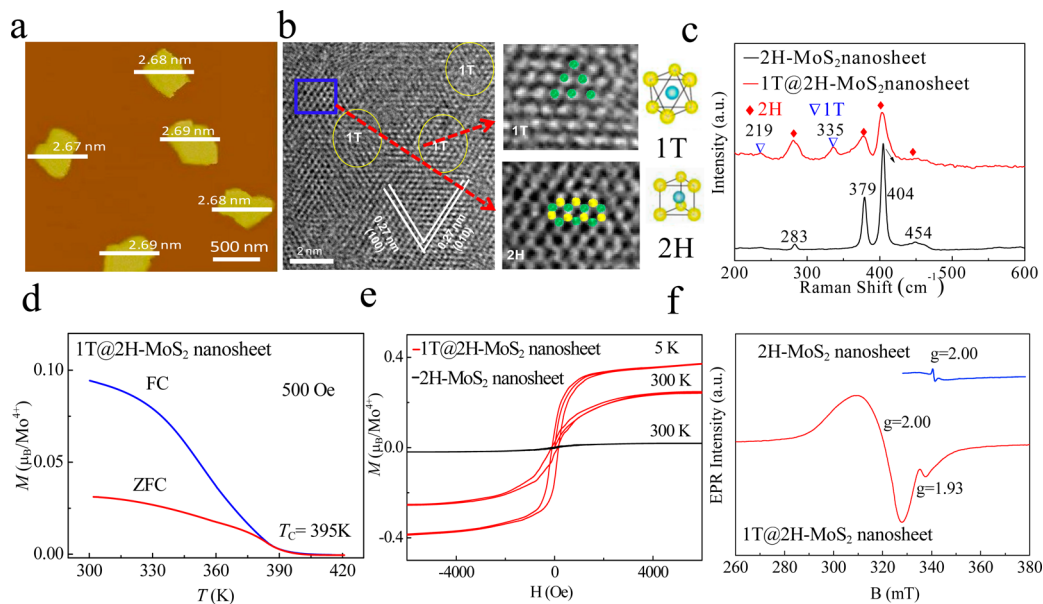 a
2.68 nm
2.69 nm
2.67 nm
2.68 nm
2.69 nm
500 nm
b
1T
1T
1T
0.27 nm
(100)
0.27 nm
(010)
2 nm
1T
2H
1T
2H
c
2H-MoS2 nanosheet
1T@2H-MoS2 nanosheet
2H
1T
219
335
379
404
283
454
Intensity (a.u.)
200 300 400 500 600
Raman Shift (cm-1)
d
1T@2H-MoS2 nanosheet
FC
500 Oe
ZFC
TC= 395K
0.10
0.05
0.00
M (μB/Mo4+)
300 330 360 390 420
T (K)
e
1T@2H-MoS2 nanosheet
2H-MoS2 nanosheet
5 K
300 K
300 K
0.4
0.0
-0.4
M (μB/Mo4+)
-4000 0 4000
H (Oe)
f
2H-MoS2 nanosheet
g=2.00
g=2.00
g=1.93
1T@2H-MoS2 nanosheet
EPR Intensity (a.u.)
260 280 300 320 340 360 380
B (mT)